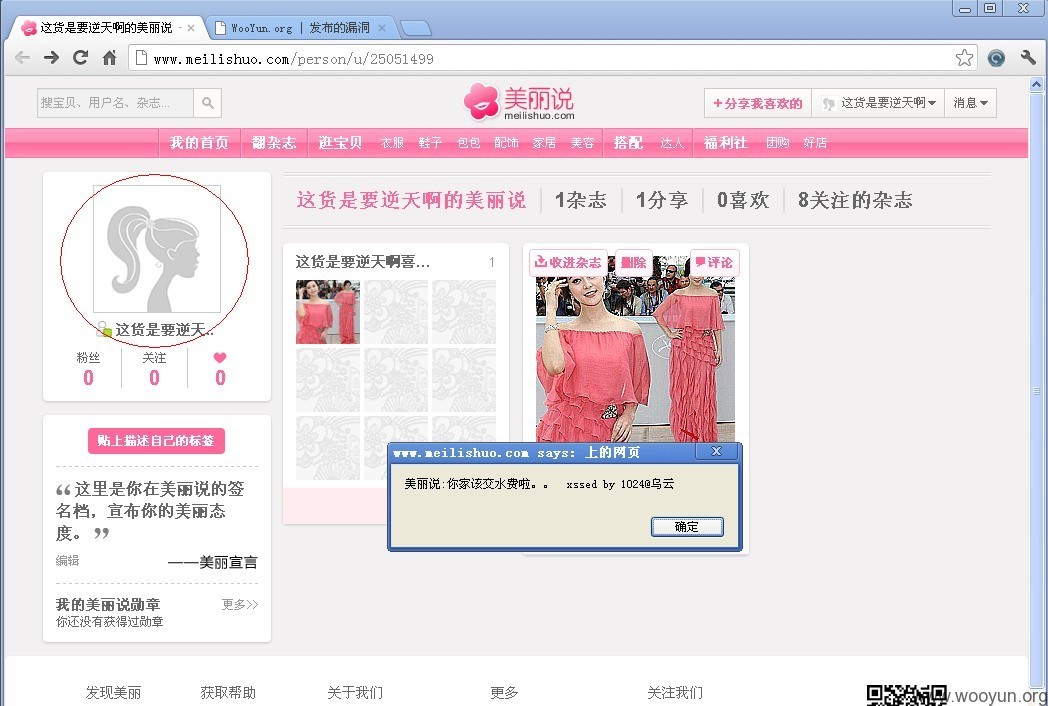 这货是要逆天啊的美丽说 -
WooYun.org | 发布的漏洞
www.meilishuo.com/person/u/25051499
搜宝贝、用户名、杂志...
美丽说
meilishuo.com
+分享我喜欢的
这货是要逆天啊
消息
我的首页 翻杂志 逛宝贝 衣服 鞋子 包包 配饰 家居 美容 搭配 达人 福利社 团购 好店
这货是要逆天..
粉丝 关注
0 0 0
贴上描述自己的标签
“这里是你在美丽说的签
名档，宣布你的美丽态
度。”
编辑 ——美丽宣言
我的美丽说勋章 更多>>
你还没有获得过勋章
这货是要逆天啊的美丽说 1杂志 1分享 0喜欢 8关注的杂志
这货是要逆天啊喜... 1
收进杂志 删除 评论
www.meilishuo.com says: 上的网页
美丽说:你家该交水费啦。。 xssed by 1024@乌云
确定
发现美丽 获取帮助 关于我们 更多 关注我们
www.wooyun.org